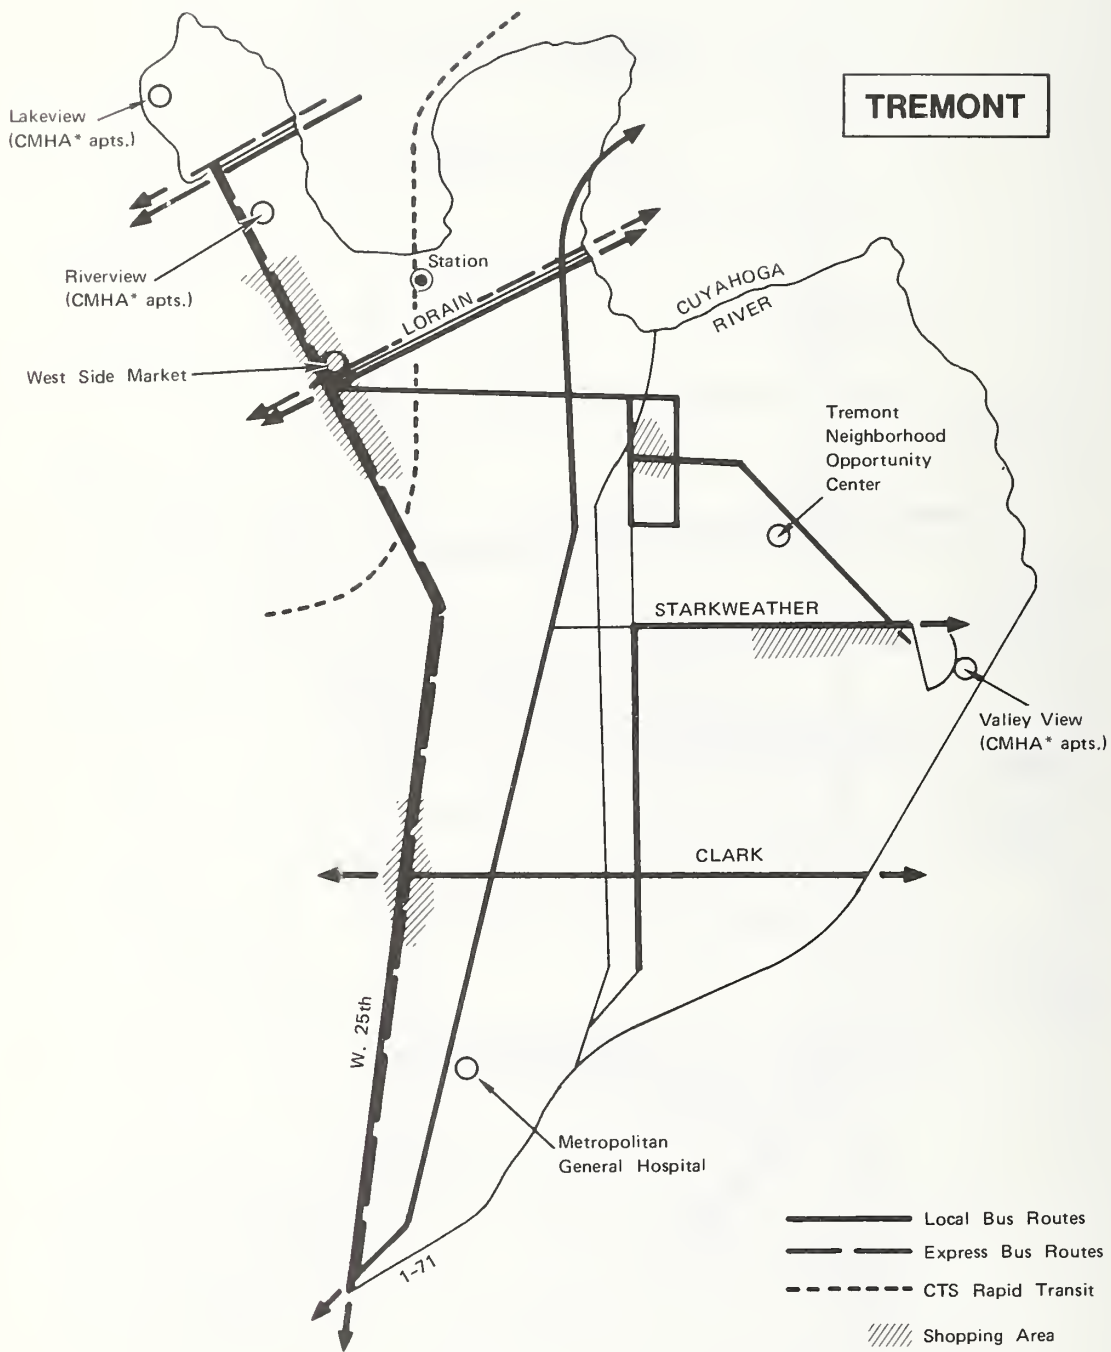 TREMONT
Lakeview
(CMHA* apts.)
Riverview
(CMHA* apts.)
Station
LORAIN
CUYAHOGA
RIVER
West Side Market
Tremont
Neighborhood
Opportunity
Center
STARKWEATHER
Valley View
(CMHA* apts.)
CLARK
W. 25th
Metropolitan
General Hospital
1-71
Local Bus Routes
Express Bus Routes
CTS Rapid Transit
Shopping Area